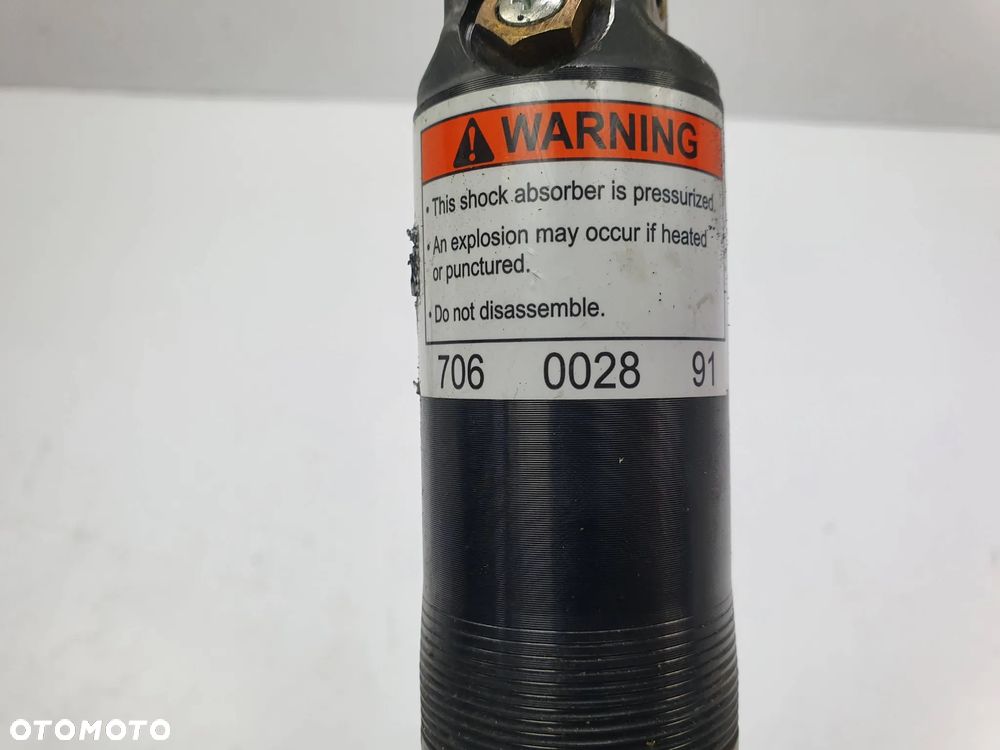 WARNING
• This shock absorber is pressurized.
• An explosion may occur if heated
or punctured.
• Do not disassemble.
706 0028 91
OTOMOTO